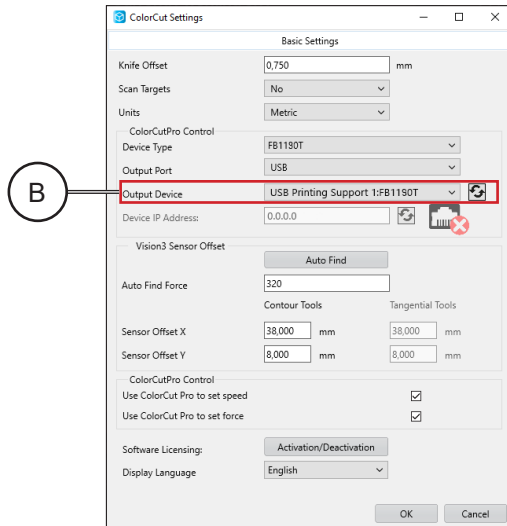 ColorCut Settings
Basic Settings
Knife Offset 0,750 mm
Scan Targets No
Units Metric
ColorCutPro Control
Device Type FB1190T
Output Port USB
B Output Device USB Printing Support 1:FB1190T
Device IP Address: 0.0.0.0
Vision3 Sensor Offset
Auto Find
Auto Find Force 320
Contour Tools Tangential Tools
Sensor Offset X 38,000 mm 38,000 mm
Sensor Offset Y 8,000 mm 8,000 mm
ColorCutPro Control
Use ColorCut Pro to set speed
Use ColorCut Pro to set force
Software Licensing: Activation/Deactivation
Display Language English
OK Cancel